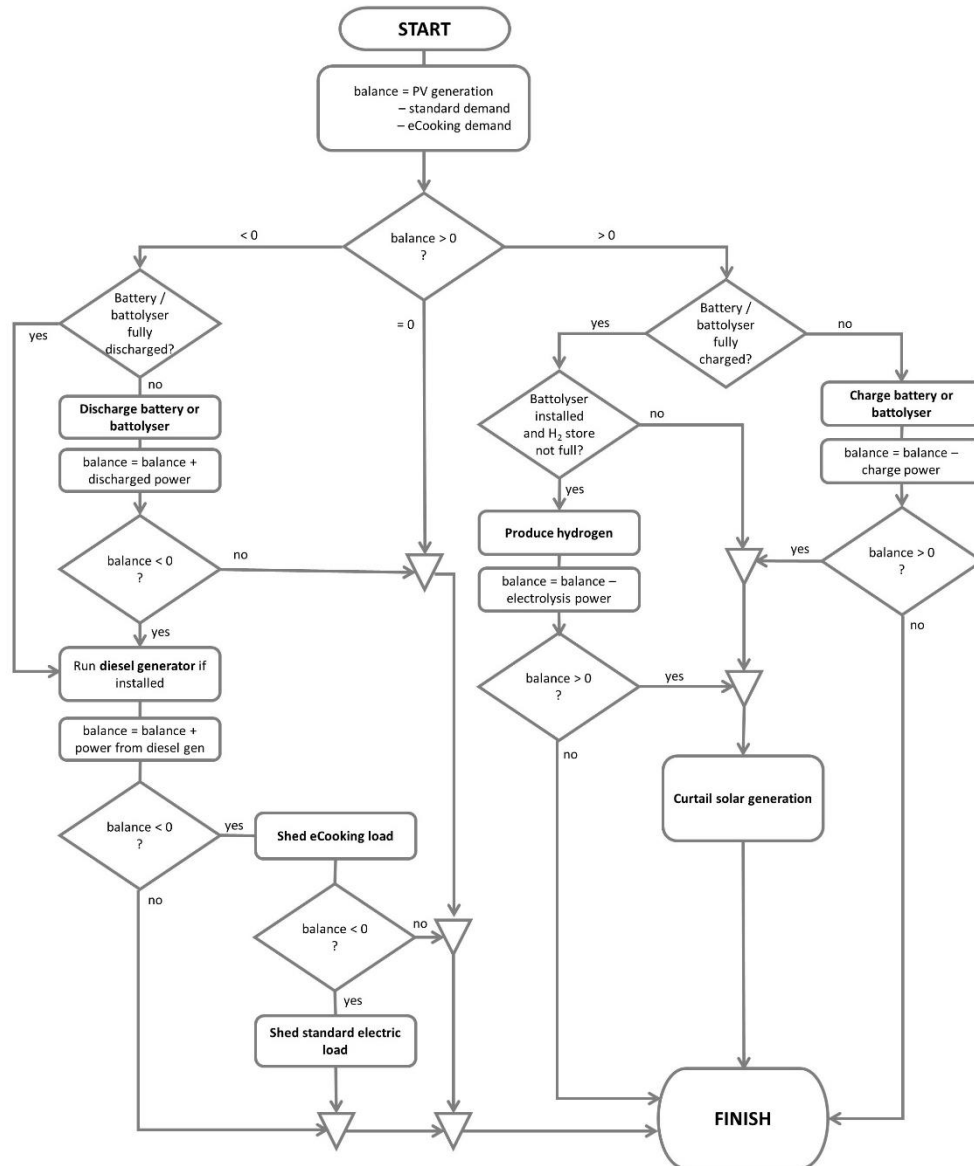 START
balance = PV generation
– standard demand
– eCooking demand
balance > 0
?
< 0
> 0
= 0
Battery /
battolyser
fully
discharged?
yes
no
Discharge battery or
battolyser
balance = balance +
discharged power
balance < 0
?
no
yes
Run diesel generator if
installed
balance = balance +
power from diesel gen
balance < 0
?
yes
no
Shed eCooking load
balance < 0
?
no
yes
Shed standard electric
load
Battery /
battolyser
fully
charged?
yes
no
Battolyser
installed
and H₂ store
not full?
no
yes
Produce hydrogen
balance = balance –
electrolysis power
balance > 0
?
yes
no
Charge battery or
battolyser
balance = balance –
charge power
balance > 0
?
yes
no
Curtail solar generation
FINISH